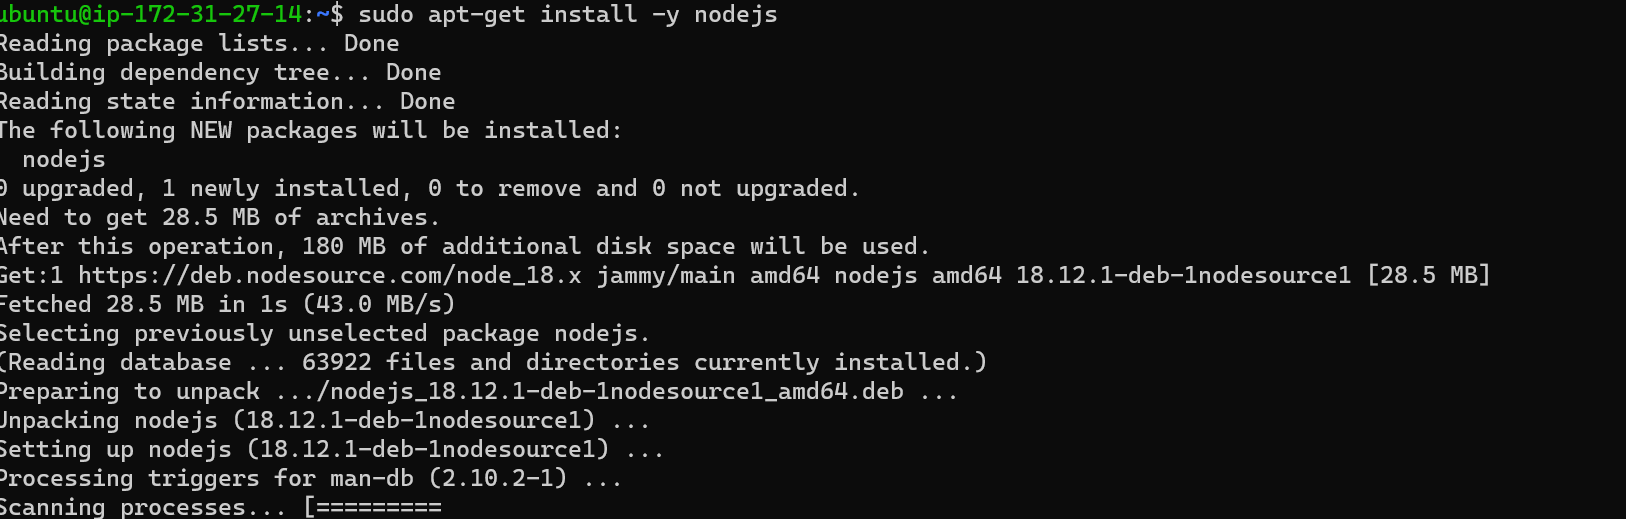 ubuntu@ip-172-31-27-14:~$ sudo apt-get install -y nodejs
Reading package lists... Done
Building dependency tree... Done
Reading state information... Done
The following NEW packages will be installed:
  nodejs
0 upgraded, 1 newly installed, 0 to remove and 0 not upgraded.
Need to get 28.5 MB of archives.
After this operation, 180 MB of additional disk space will be used.
Get:1 https://deb.nodesource.com/node_18.x jammy/main amd64 nodejs amd64 18.12.1-deb-1nodesource1 [28.5 MB]
Fetched 28.5 MB in 1s (43.0 MB/s)
Selecting previously unselected package nodejs.
(Reading database ... 63922 files and directories currently installed.)
Preparing to unpack .../nodejs_18.12.1-deb-1nodesource1_amd64.deb ...
Unpacking nodejs (18.12.1-deb-1nodesource1) ...
Setting up nodejs (18.12.1-deb-1nodesource1) ...
Processing triggers for man-db (2.10.2-1) ...
Scanning processes... [=========